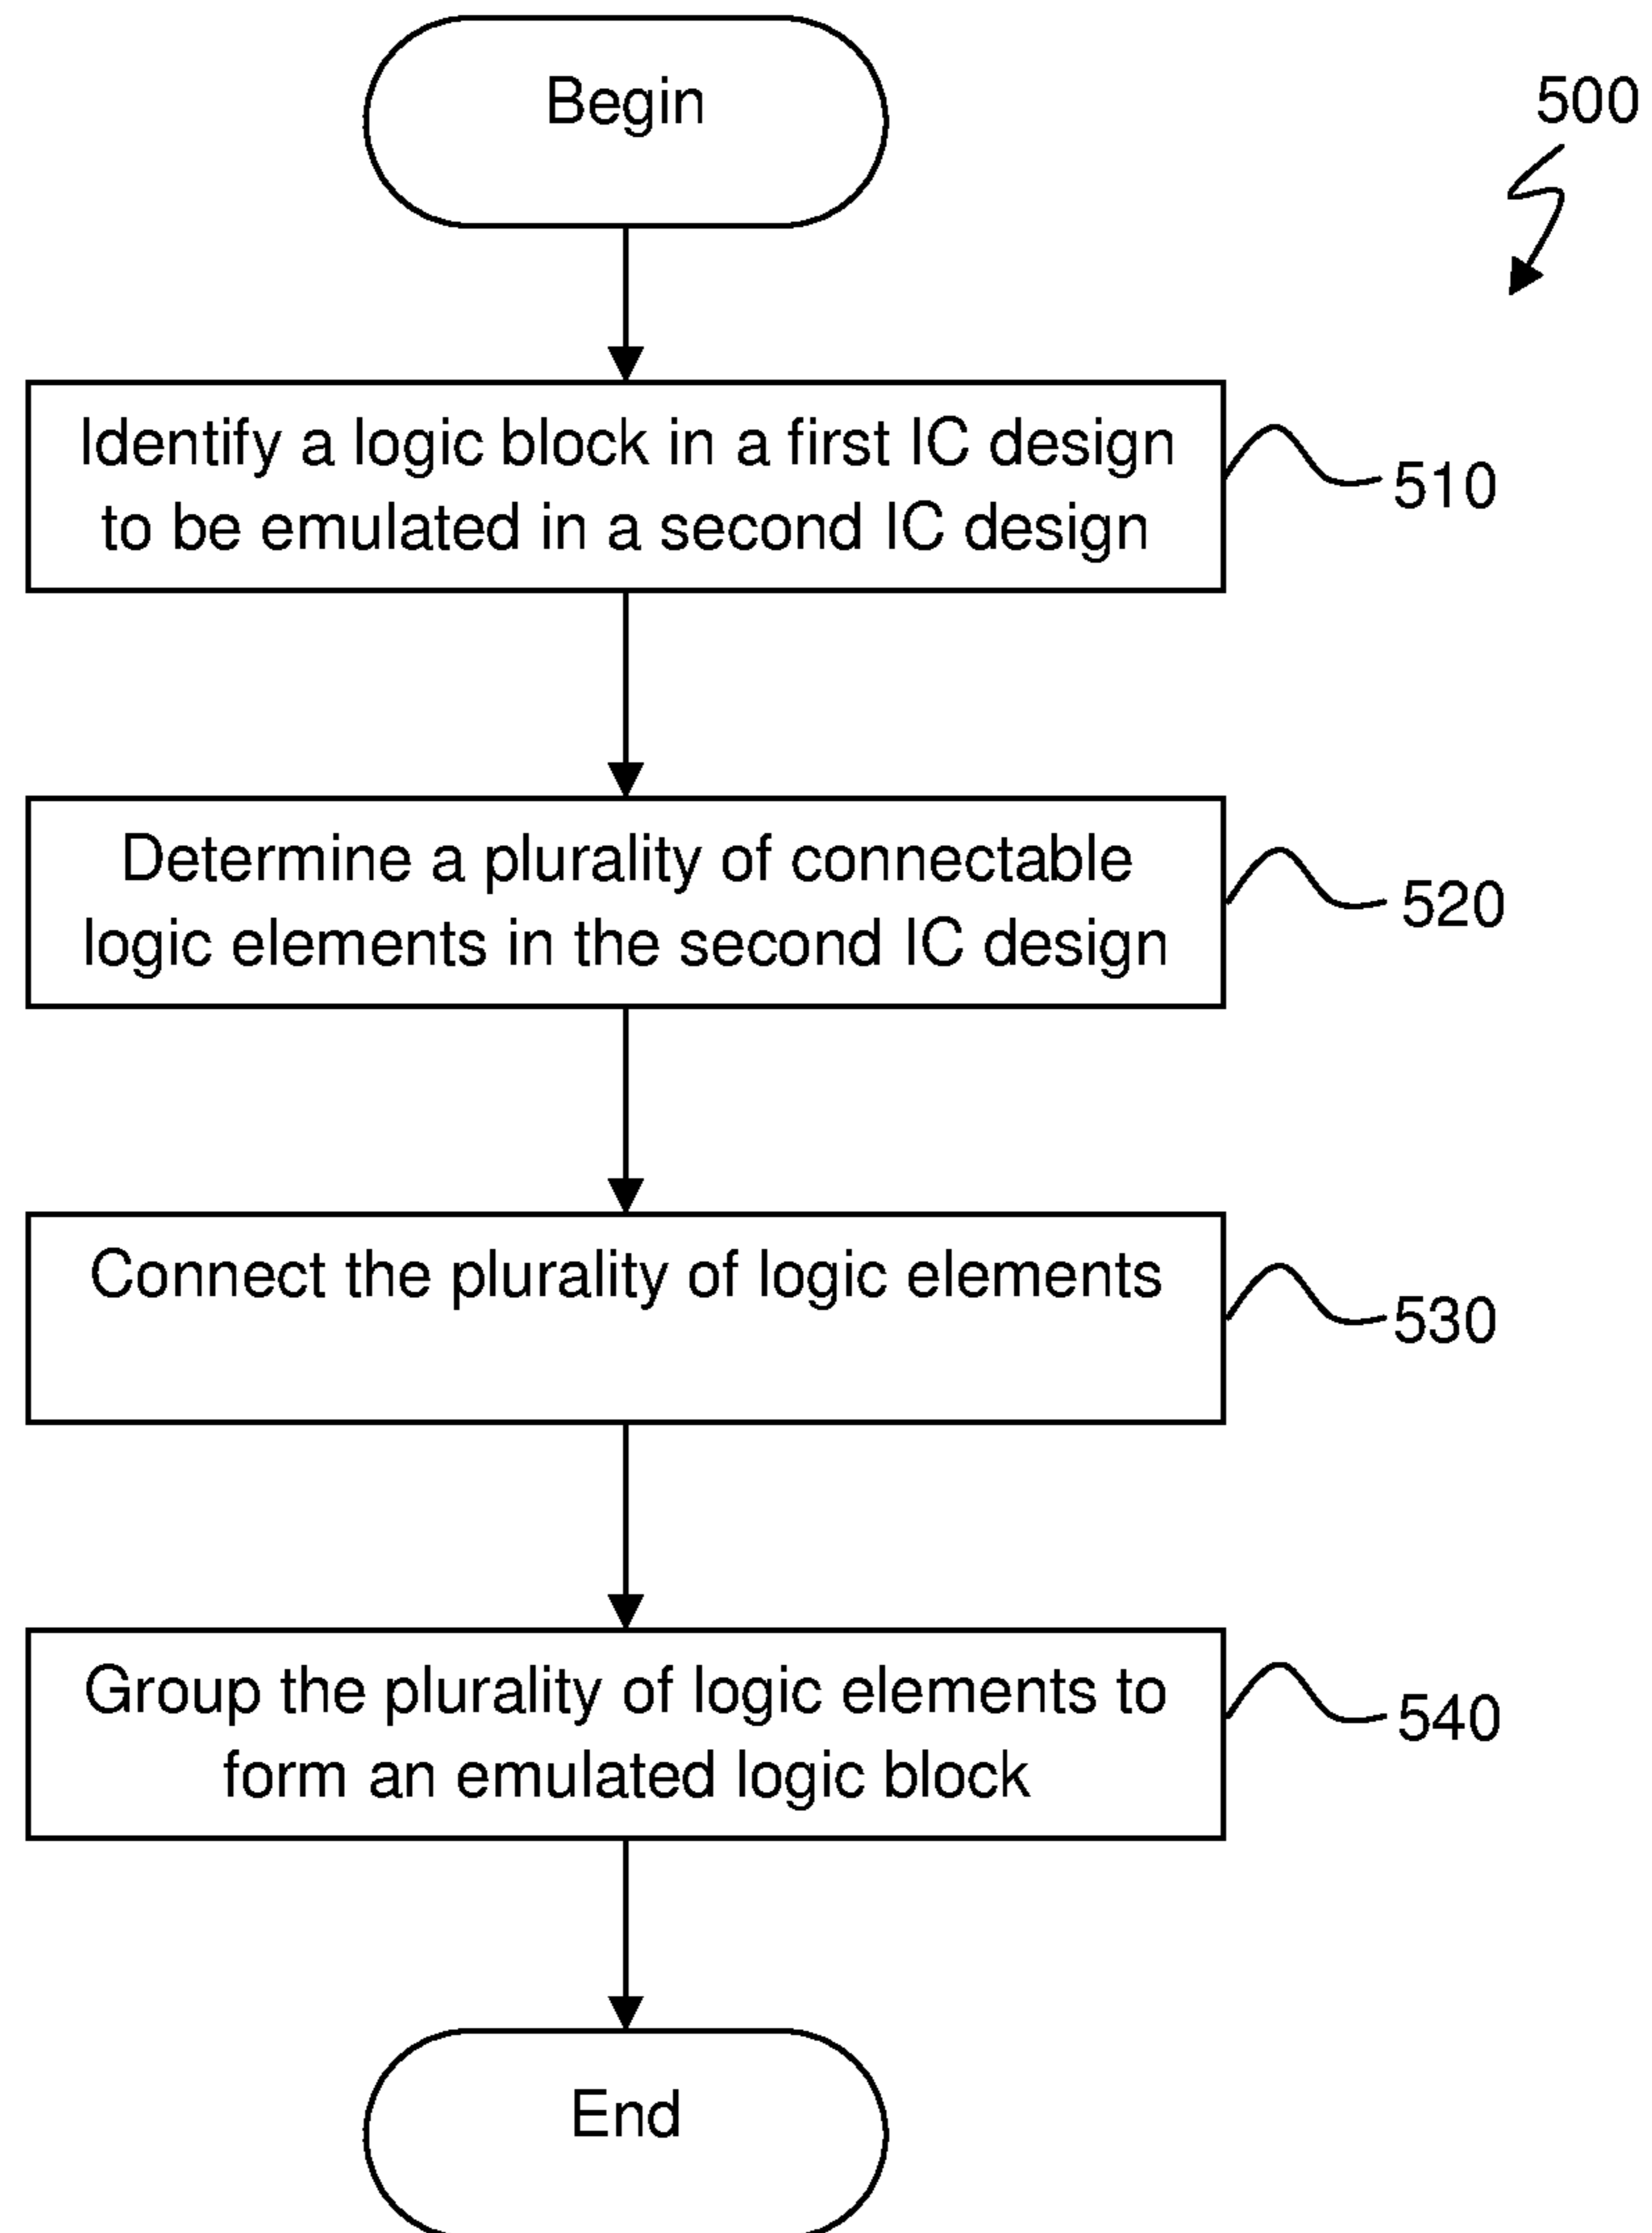 Begin
500
Identify a logic block in a first IC design
to be emulated in a second IC design
510
Determine a plurality of connectable
logic elements in the second IC design
520
Connect the plurality of logic elements
530
Group the plurality of logic elements to
form an emulated logic block
540
End